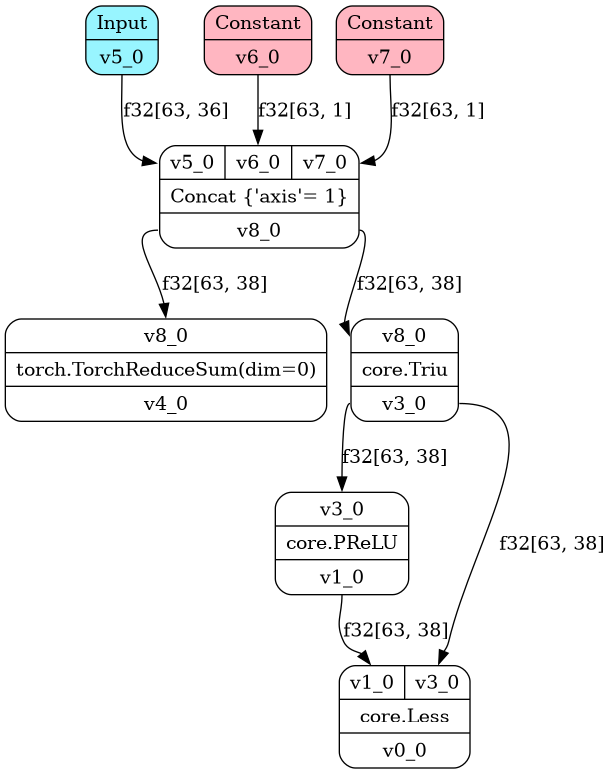 Input
v5_0
Constant
v6_0
Constant
v7_0
f32[63, 36]
f32[63, 1]
f32[63, 1]
v5_0 v6_0 v7_0
Concat {'axis'= 1}
v8_0
f32[63, 38]
f32[63, 38]
v8_0
torch.TorchReduceSum(dim=0)
v4_0
v8_0
core.Triu
v3_0
f32[63, 38]
f32[63, 38]
v3_0
core.PReLU
v1_0
f32[63, 38]
v1_0 v3_0
core.Less
v0_0